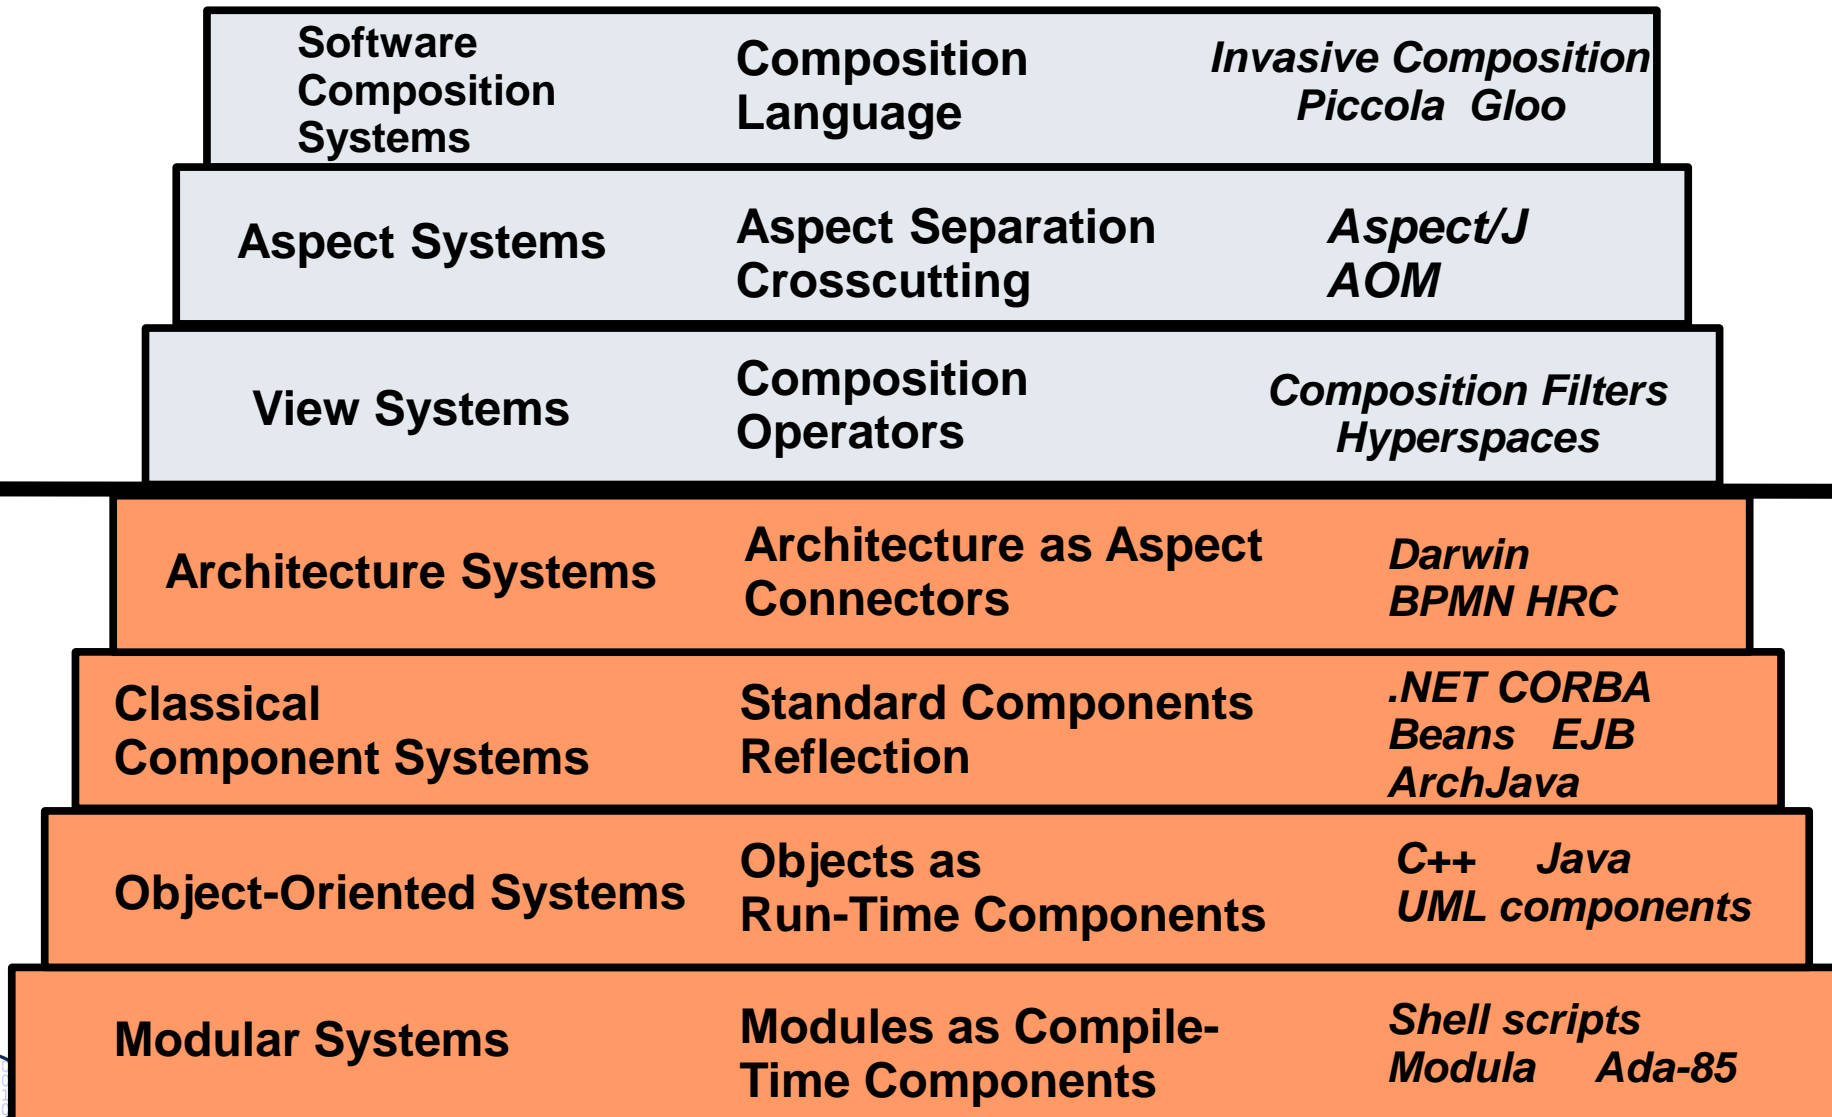 Software
Composition
Systems
Composition
Language
Invasive Composition
Piccola Gloo
Aspect Systems
Aspect Separation
Crosscutting
Aspect/J
AOM
View Systems
Composition
Operators
Composition Filters
Hyperspaces
Architecture Systems
Architecture as Aspect
Connectors
Darwin
BPMN HRC
Classical
Component Systems
Standard Components
Reflection
.NET CORBA
Beans EJB
ArchJava
Object-Oriented Systems
Objects as
Run-Time Components
C++ Java
UML components
Modular Systems
Modules as Compile-
Time Components
Shell scripts
Modula Ada-85